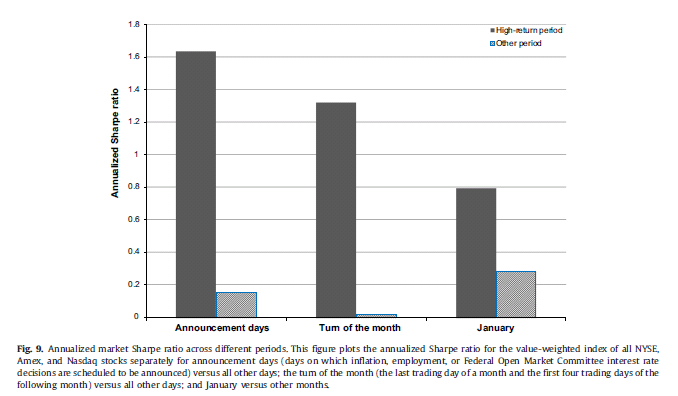 1.8
High-return period
Other period
1.6
1.4
1.2
1
0.8
0.6
0.4
0.2
0
Annualized Sharpe ratio
Announcement days Turn of the month January
Fig. 9. Annualized market Sharpe ratio across different periods. This figure plots the annualized Sharpe ratio for the value-weighted index of all NYSE,
Amex, and Nasdaq stocks separately for announcement days (days on which inflation, employment, or Federal Open Market Committee interest rate
decisions are scheduled to be announced) versus all other days; the turn of the month (the last trading day of a month and the first four trading days of the
following month) versus all other days; and January versus other months.